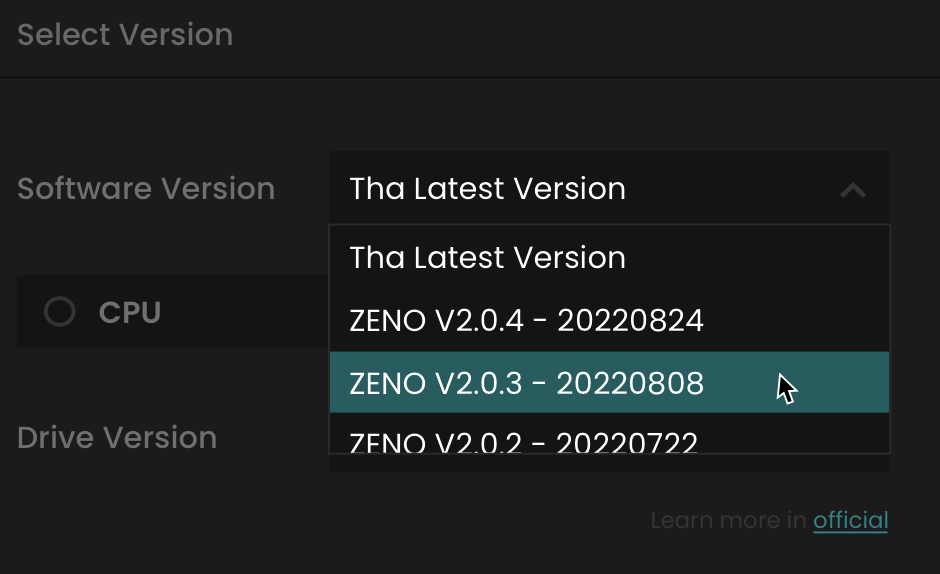 Select Version
Software Version
Tha Latest Version
Tha Latest Version
ZENO V2.0.4 - 20220824
CPU
ZENO V2.0.3 - 20220808
Drive Version
ZENO V2.0.2 - 20220722
Learn more in official